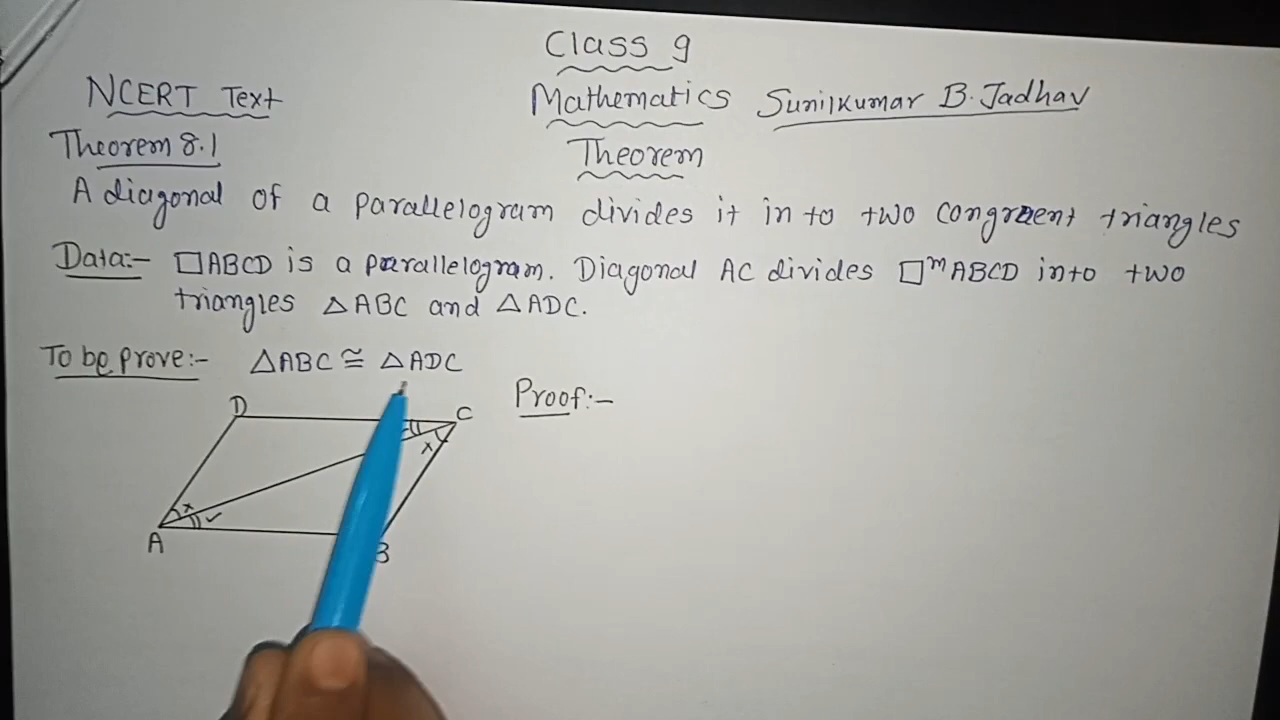 Class 9
NCERT Text
Mathematics Sunilkumar B. Jadhav
Theorem 8.1
Theorem
A diagonal of a parallelogram divides it in to two congruent triangles
Data:- □ABCD is a parallelogram. Diagonal AC divides □ᵐABCD into two
triangles △ABC and △ADC.
To be prove:- △ABC ≅ △ADC
Proof:-
D
C
x
x
A
B